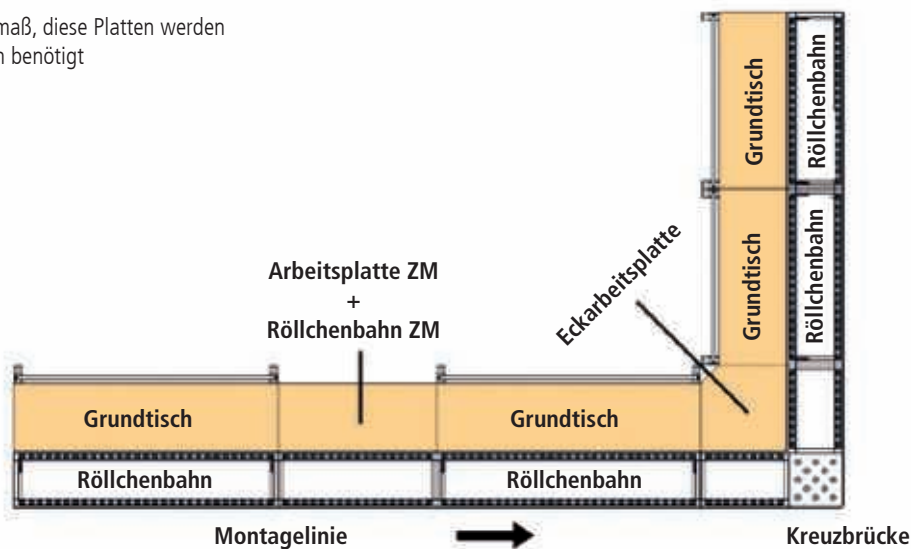 maß, diese Platten werden
benötigt
Grundtisch
Röllchenbahn
Grundtisch
Röllchenbahn
Arbeitsplatte ZM
+
Röllchenbahn ZM
Eckarbeitsplatte
Grundtisch
Grundtisch
Röllchenbahn
Röllchenbahn
Montagelinie
Kreuzbrücke